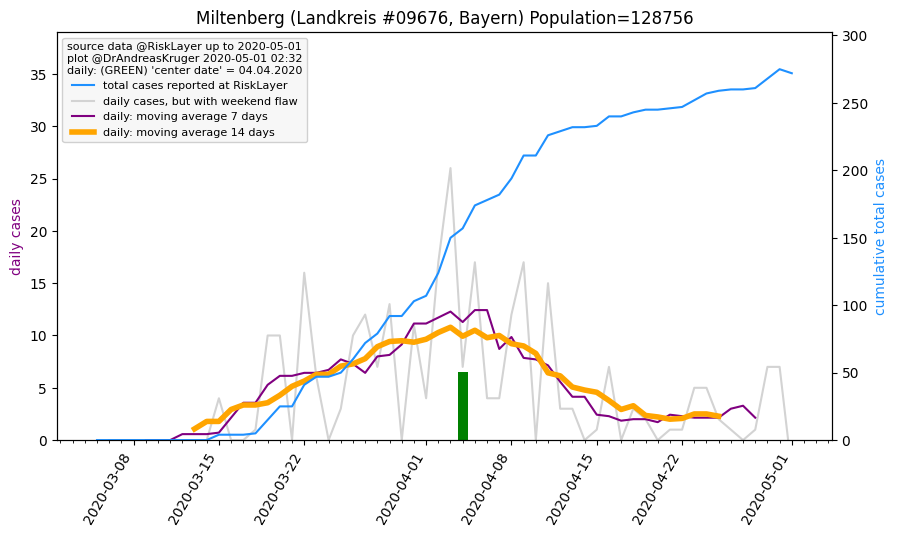 Miltenberg (Landkreis #09676, Bayern) Population=128756
source data @RiskLayer up to 2020-05-01
plot @DrAndreasKruger 2020-05-01 02:32
daily: (GREEN) 'center date' = 04.04.2020
total cases reported at RiskLayer
daily cases, but with weekend flaw
daily: moving average 7 days
daily: moving average 14 days
daily cases
35
30
25
20
15
10
5
0
cumulative total cases
300
250
200
150
100
50
0
2020-03-08
2020-03-15
2020-03-22
2020-04-01
2020-04-08
2020-04-15
2020-04-22
2020-05-01